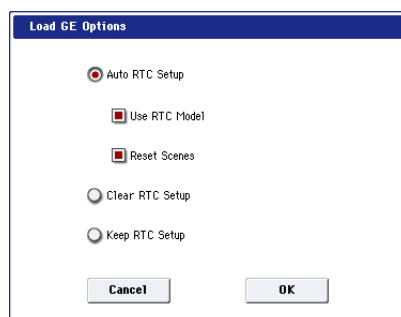 Load GE Options
Auto RTC Setup
Use RTC Model
Reset Scenes
Clear RTC Setup
Keep RTC Setup
Cancel OK